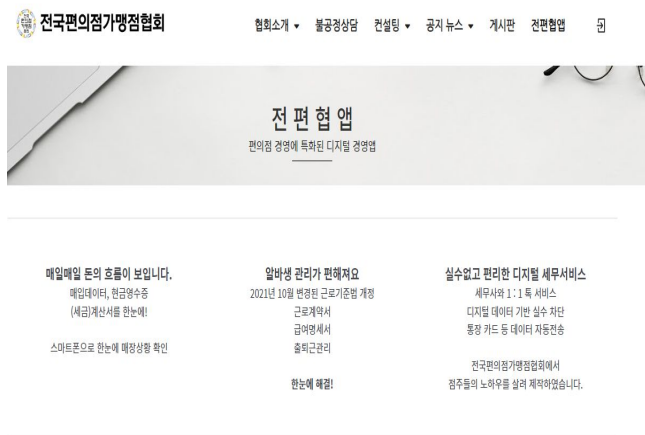 전국편의점가맹점협회
협회소개 ▼ 불공정상담 컨설팅 ▼ 공지 뉴스 ▼ 게시판 전편협앱
전 편 협 앱
편의점 경영에 특화된 디지털 경영앱
매일매일 돈의 흐름이 보입니다.
매입데이터, 현금영수증
(세금)계산서를 한눈에!
스마트폰으로 한눈에 매장상황 확인
알바생 관리가 편해져요
2021년 10월 변경된 근로기준법 개정
근로계약서
급여명세서
출퇴근관리
한눈에 해결!
실수없고 편리한 디지털 세무서비스
세무사와 1 : 1 톡 서비스
디지털 데이터 기반 실수 차단
통장 카드 등 데이터 자동전송
전국편의점가맹점협회에서
점주들의 노하우를 살려 제작하였습니다.